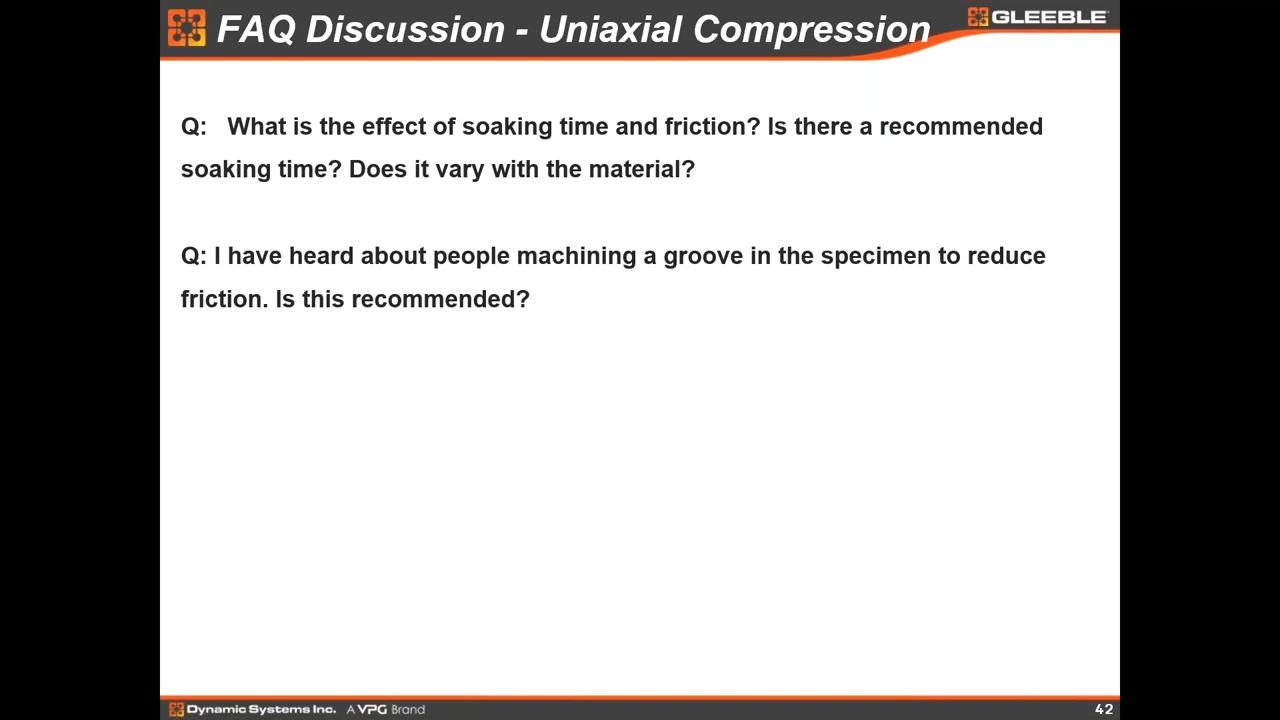 FAQ Discussion - Uniaxial Compression
GLEEBLE
Q: What is the effect of soaking time and friction? Is there a recommended
soaking time? Does it vary with the material?
Q: I have heard about people machining a groove in the specimen to reduce
friction. Is this recommended?
Dynamic Systems Inc. A VPG Brand
42